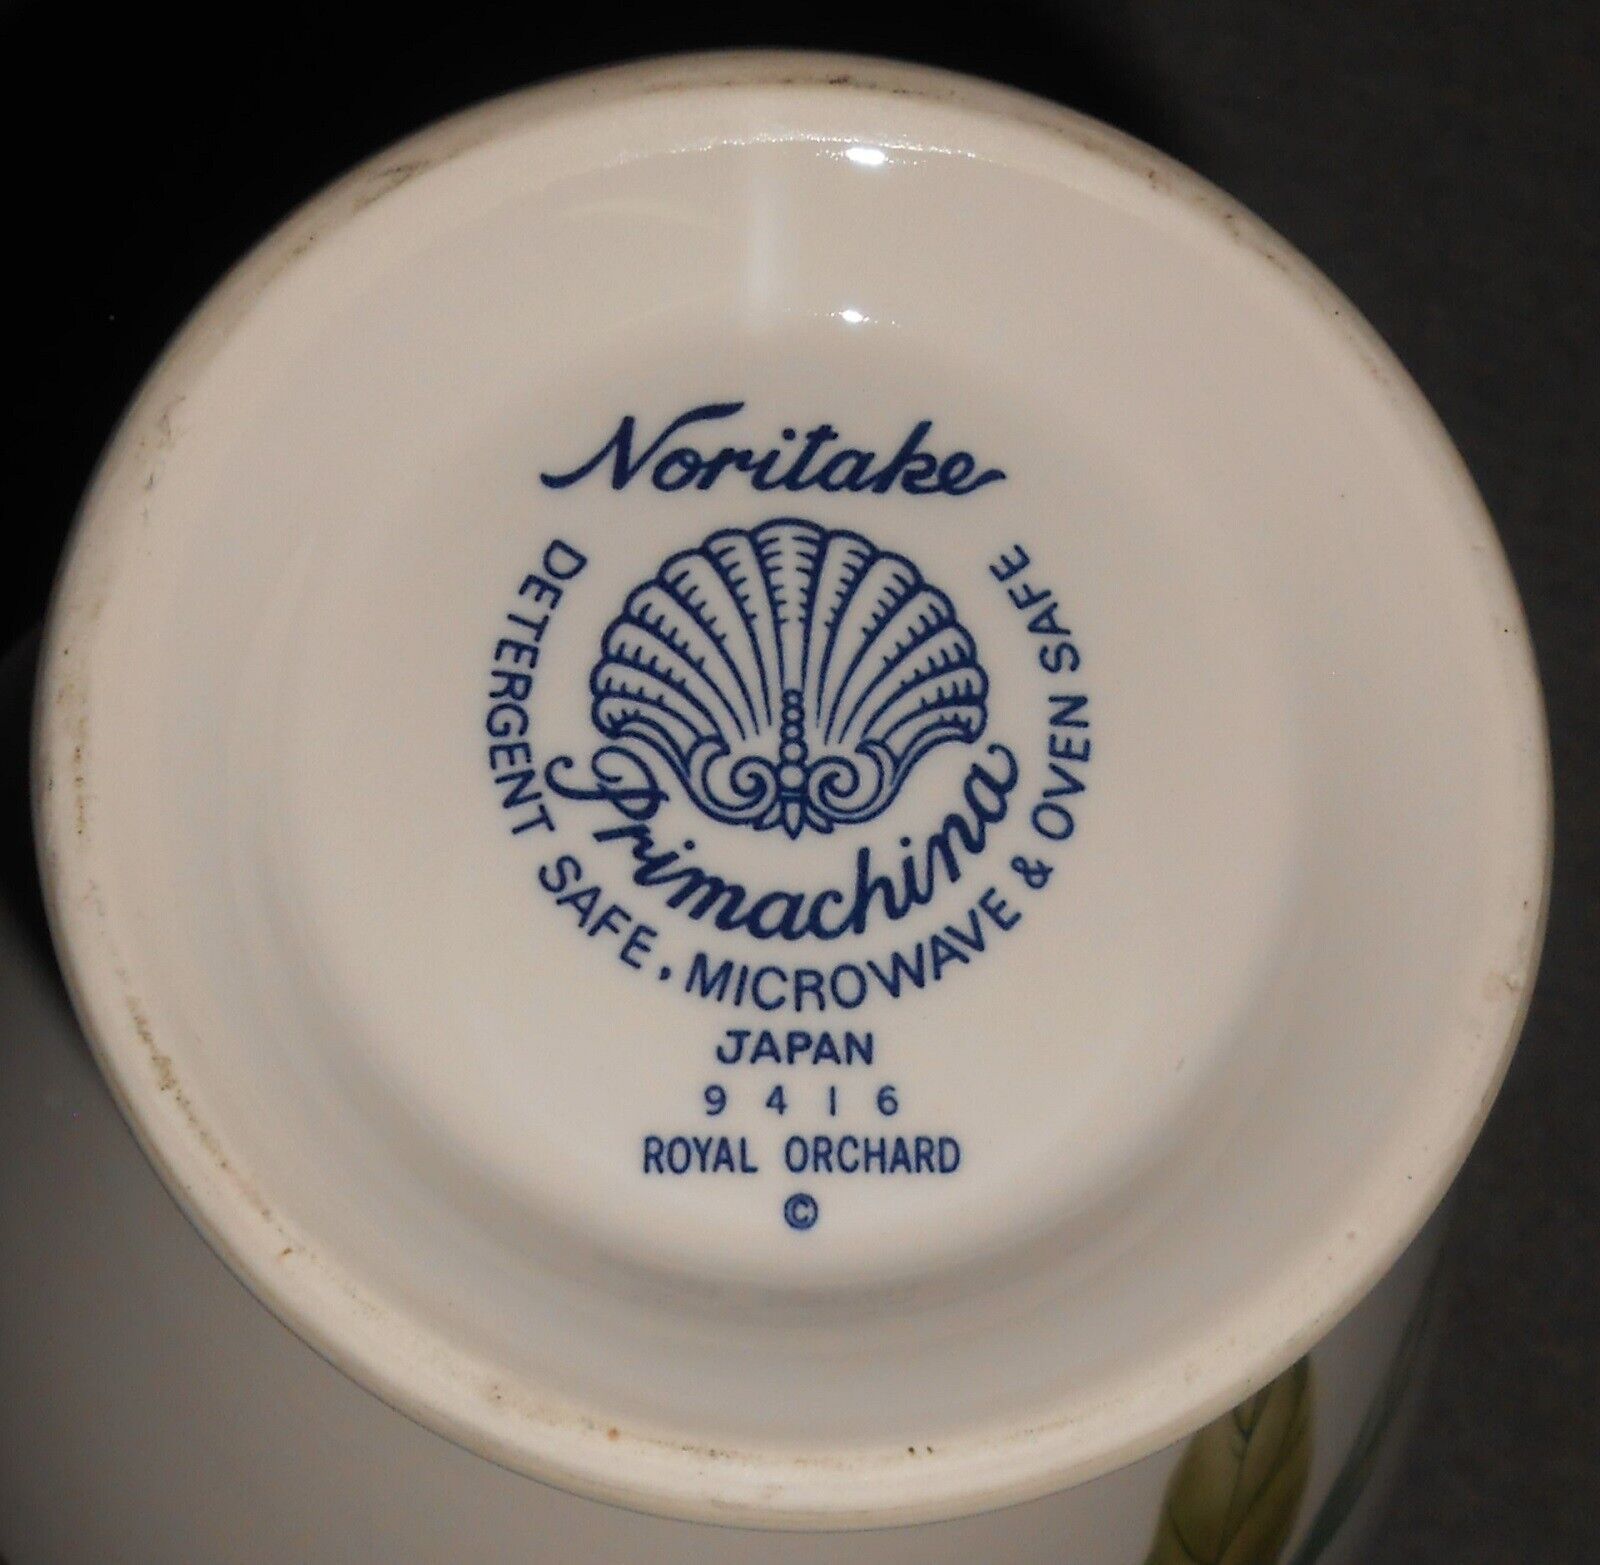 Noritake
Primachina
DETERGENT SAFE. MICROWAVE & OVEN SAFE
JAPAN
9416
ROYAL ORCHARD
©